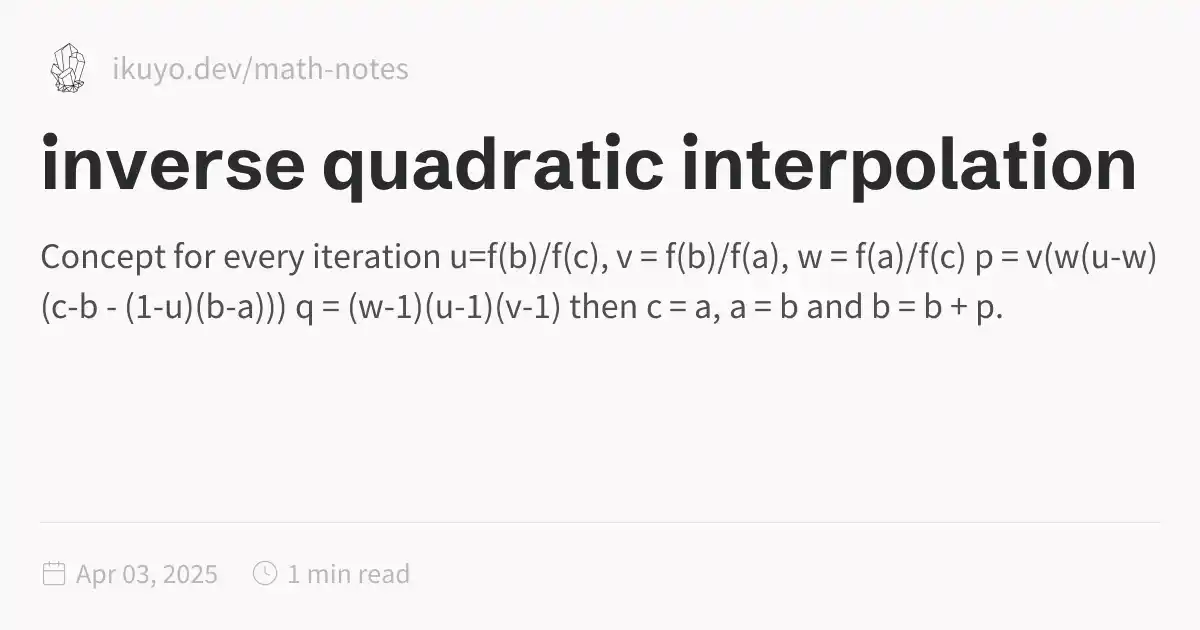 ikuyo.dev/math-notes
inverse quadratic interpolation
Concept for every iteration u=f(b)/f(c), v = f(b)/f(a), w = f(a)/f(c) p = v(w(u-w)
(c-b - (1-u)(b-a))) q = (w-1)(u-1)(v-1) then c = a, a = b and b = b + p.
Apr 03, 2025 1 min read